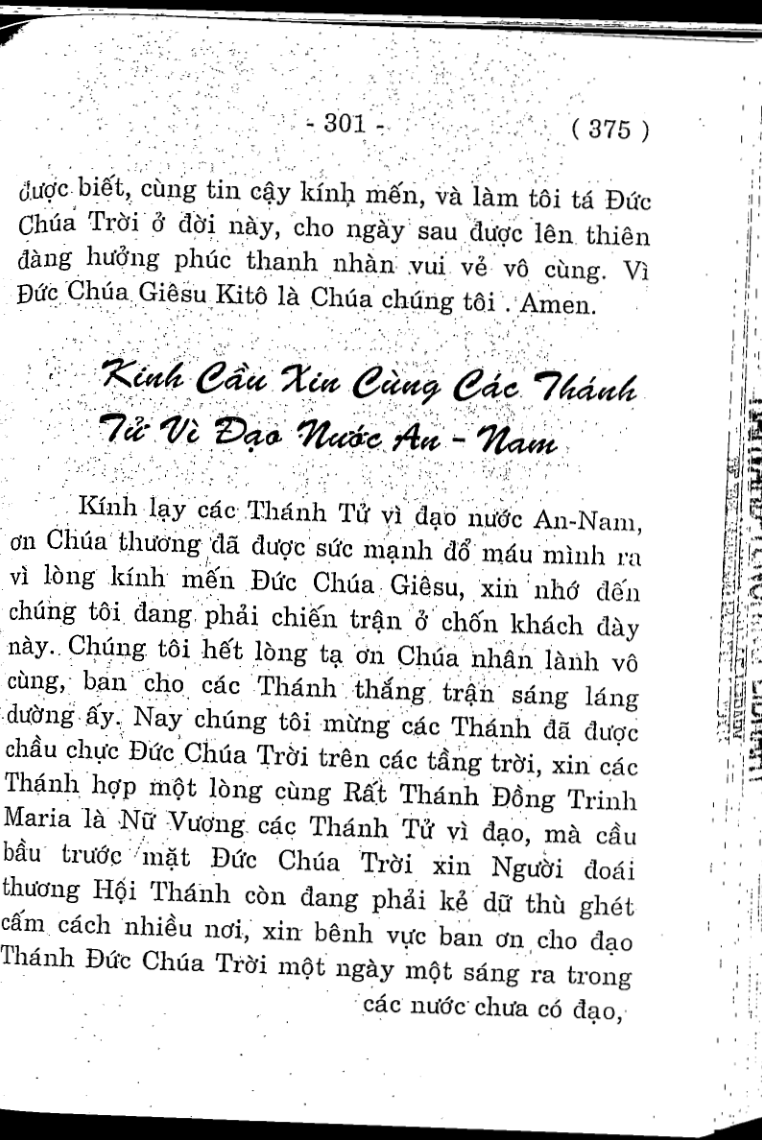 - 301 - ( 375 )
được biết, cùng tin cậy kính mến, và làm tôi tá Đức
Chúa Trời ở đời này, cho ngày sau được lên thiên
đàng hưởng phúc thanh nhàn vui vẻ vô cùng. Vì
Đức Chúa Giêsu Kitô là Chúa chúng tôi . Amen.
Kinh Cầu Xin Cùng Các Thánh
Tử Vì Đạo Nước An - Nam
Kính lạy các Thánh Tử vì đạo nước An-Nam,
ơn Chúa thương đã được sức mạnh đổ máu mình ra
vì lòng kính mến Đức Chúa Giêsu, xin nhớ đến
chúng tôi đang phải chiến trận ở chốn khách đày
này. Chúng tôi hết lòng tạ ơn Chúa nhân lành vô
cùng, ban cho các Thánh thắng trận sáng láng
dường ấy. Nay chúng tôi mừng các Thánh đã được
chầu chực Đức Chúa Trời trên các tầng trời, xin các
Thánh hợp một lòng cùng Rất Thánh Đồng Trinh
Maria là Nữ Vương các Thánh Tử vì đạo, mà cầu
bầu trước mặt Đức Chúa Trời xin Người đoái
thương Hội Thánh còn đang phải kẻ dữ thù ghét
cấm cách nhiều nơi, xin bênh vực ban ơn cho đạo
Thánh Đức Chúa Trời một ngày một sáng ra trong
các nước chưa có đạo,